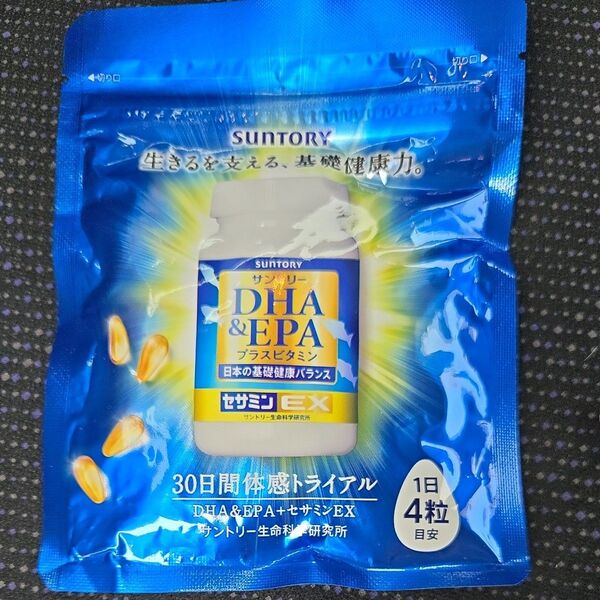 切り口
切り口
SUNTORY
生きるを支える、基礎健康力。
SUNTORY
サントリー
DHA
&EPA
プラスビタミン
日本の基礎健康バランス
セサミンEX
サントリー生命科学研究所
30日間体感トライアル
DHA&EPA+セサミンEX
サントリー生命科学研究所
1日
4粒
目安